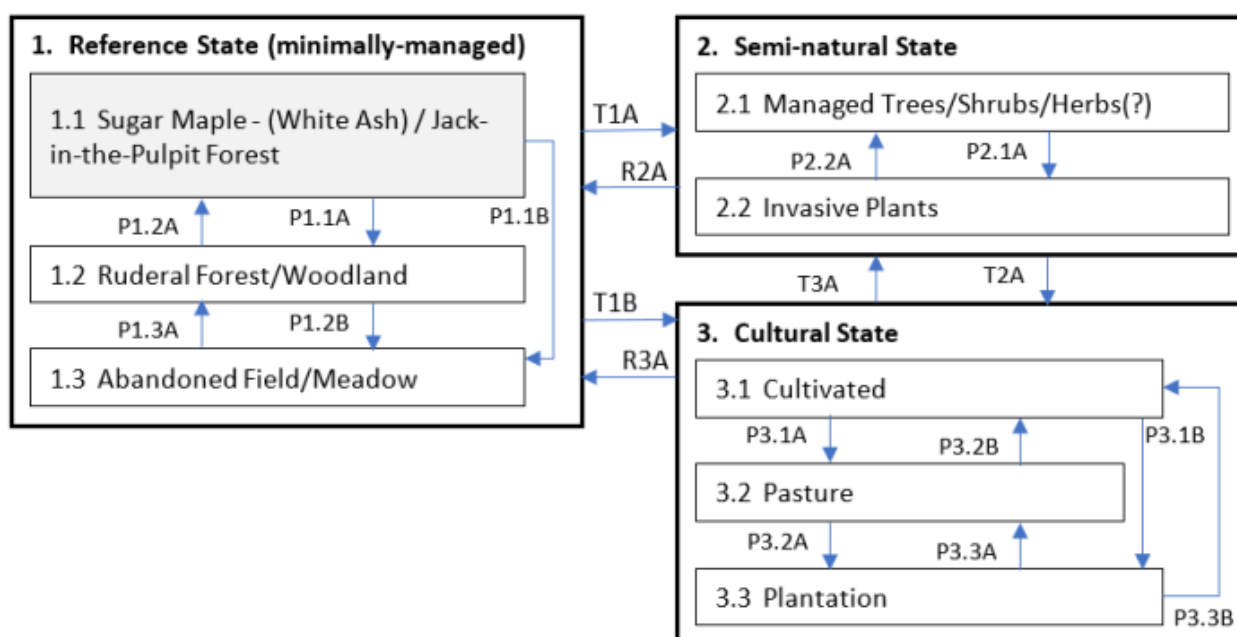 1. Reference State (minimally-managed)
1.1 Sugar Maple - (White Ash) / Jack-
in-the-Pulpit Forest
P1.2A
P1.1A
P1.1B
1.2 Ruderal Forest/Woodland
P1.3A
P1.2B
1.3 Abandoned Field/Meadow
T1A
R2A
T1B
R3A
2. Semi-natural State
2.1 Managed Trees/Shrubs/Herbs(?)
P2.2A
P2.1A
2.2 Invasive Plants
T3A
T2A
3. Cultural State
3.1 Cultivated
P3.1A
P3.2B
P3.1B
3.2 Pasture
P3.2A
P3.3A
3.3 Plantation
P3.3B